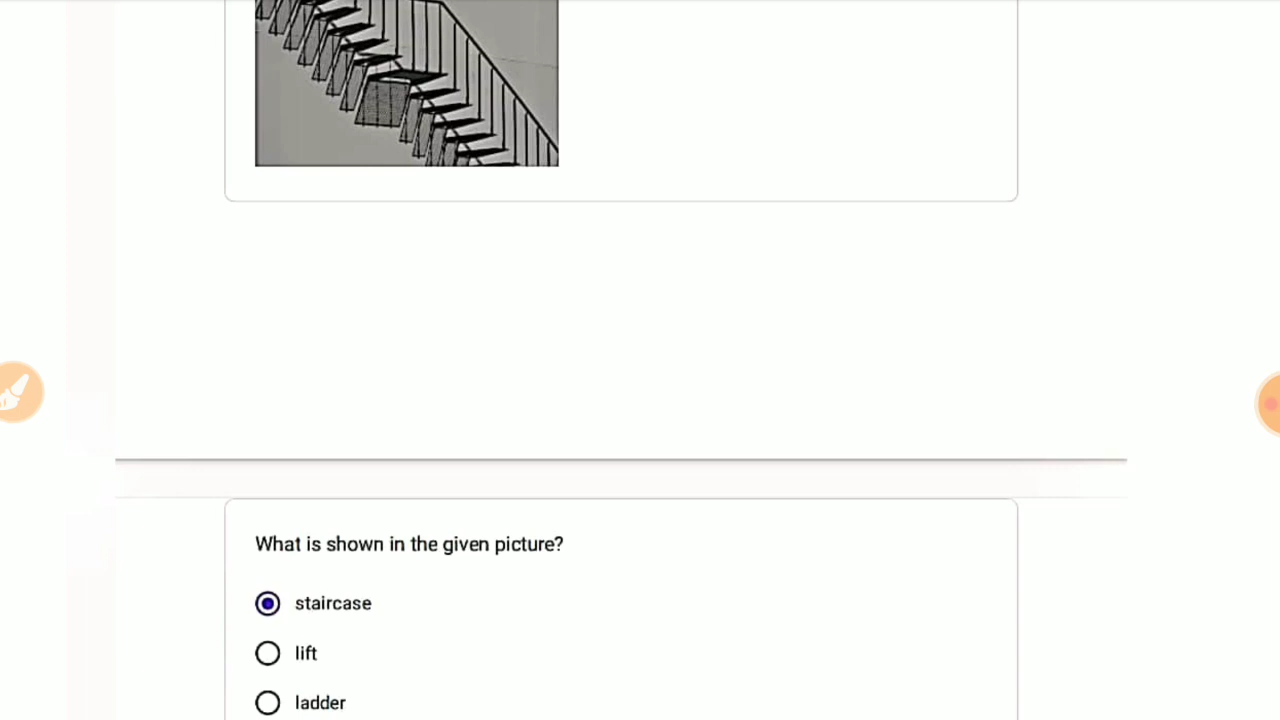 What is shown in the given picture?
staircase
lift
ladder